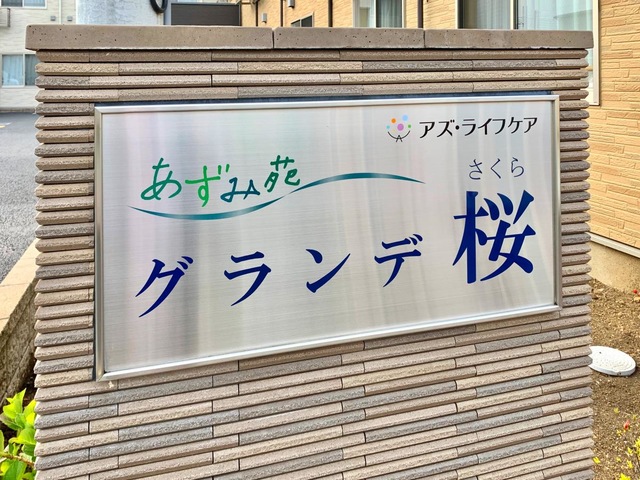 アズ・ライフケア
あずみ苑
さくら
グランデ 桜